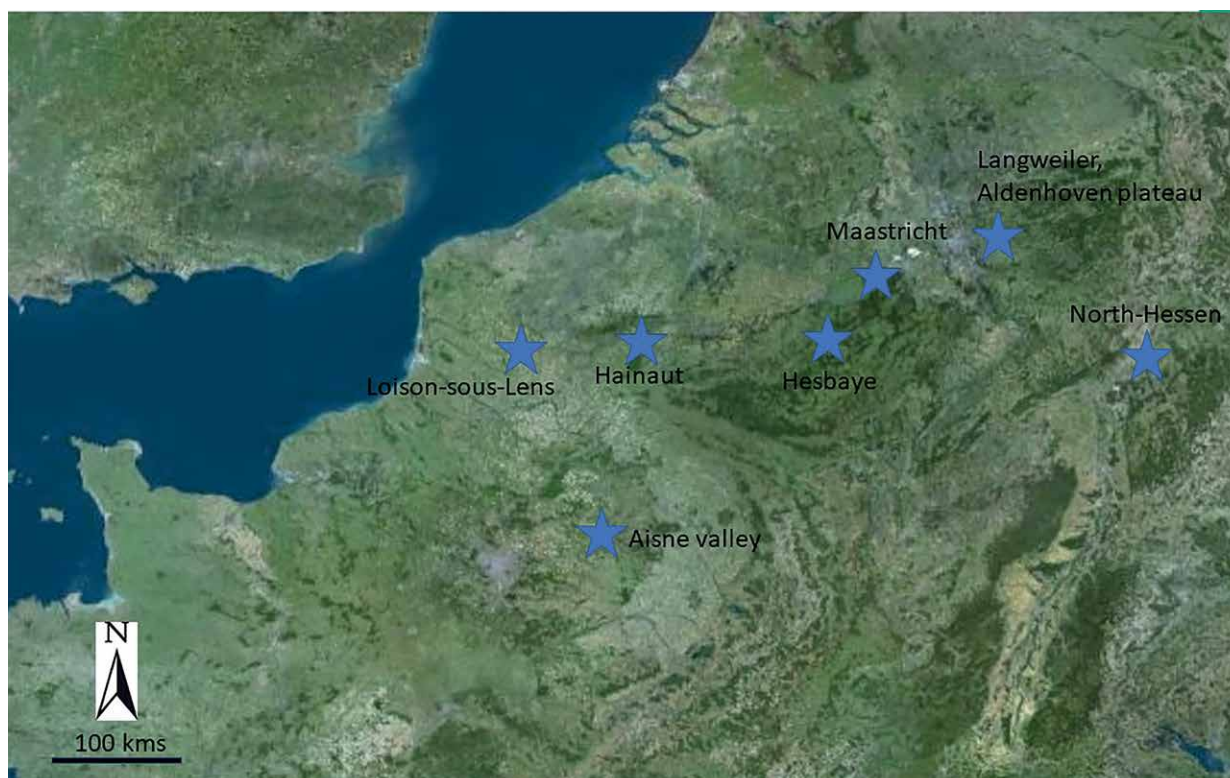 Langweiler,
Aldenhoven plateau
Maastricht
North-Hessen
Loison-sous-Lens
Hainaut
Hesbaye
Aisne valley
N
100 kms